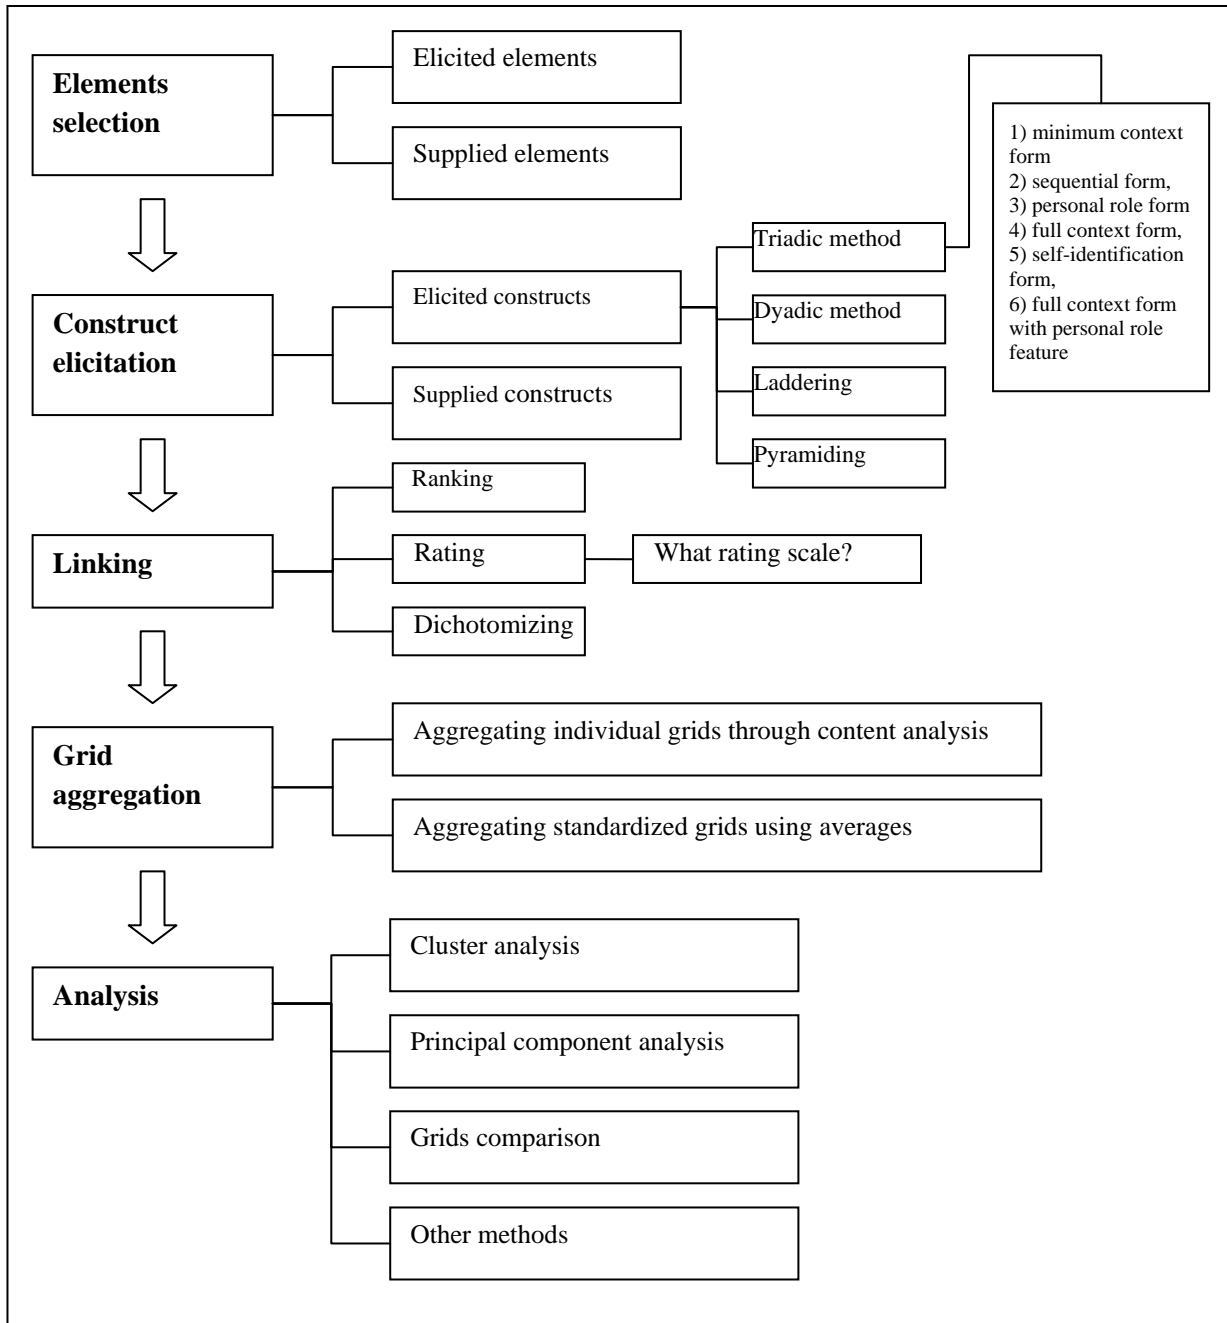 Elements
selection
Elicited elements
Supplied elements
Construct
elicitation
Elicited constructs
Supplied constructs
Triadic method
Dyadic method
Laddering
Pyramiding
1) minimum context
form
2) sequential form,
3) personal role form
4) full context form,
5) self-identification
form,
6) full context form
with personal role
feature
Linking
Ranking
Rating
What rating scale?
Dichotomizing
Grid
aggregation
Aggregating individual grids through content analysis
Aggregating standardized grids using averages
Analysis
Cluster analysis
Principal component analysis
Grids comparison
Other methods